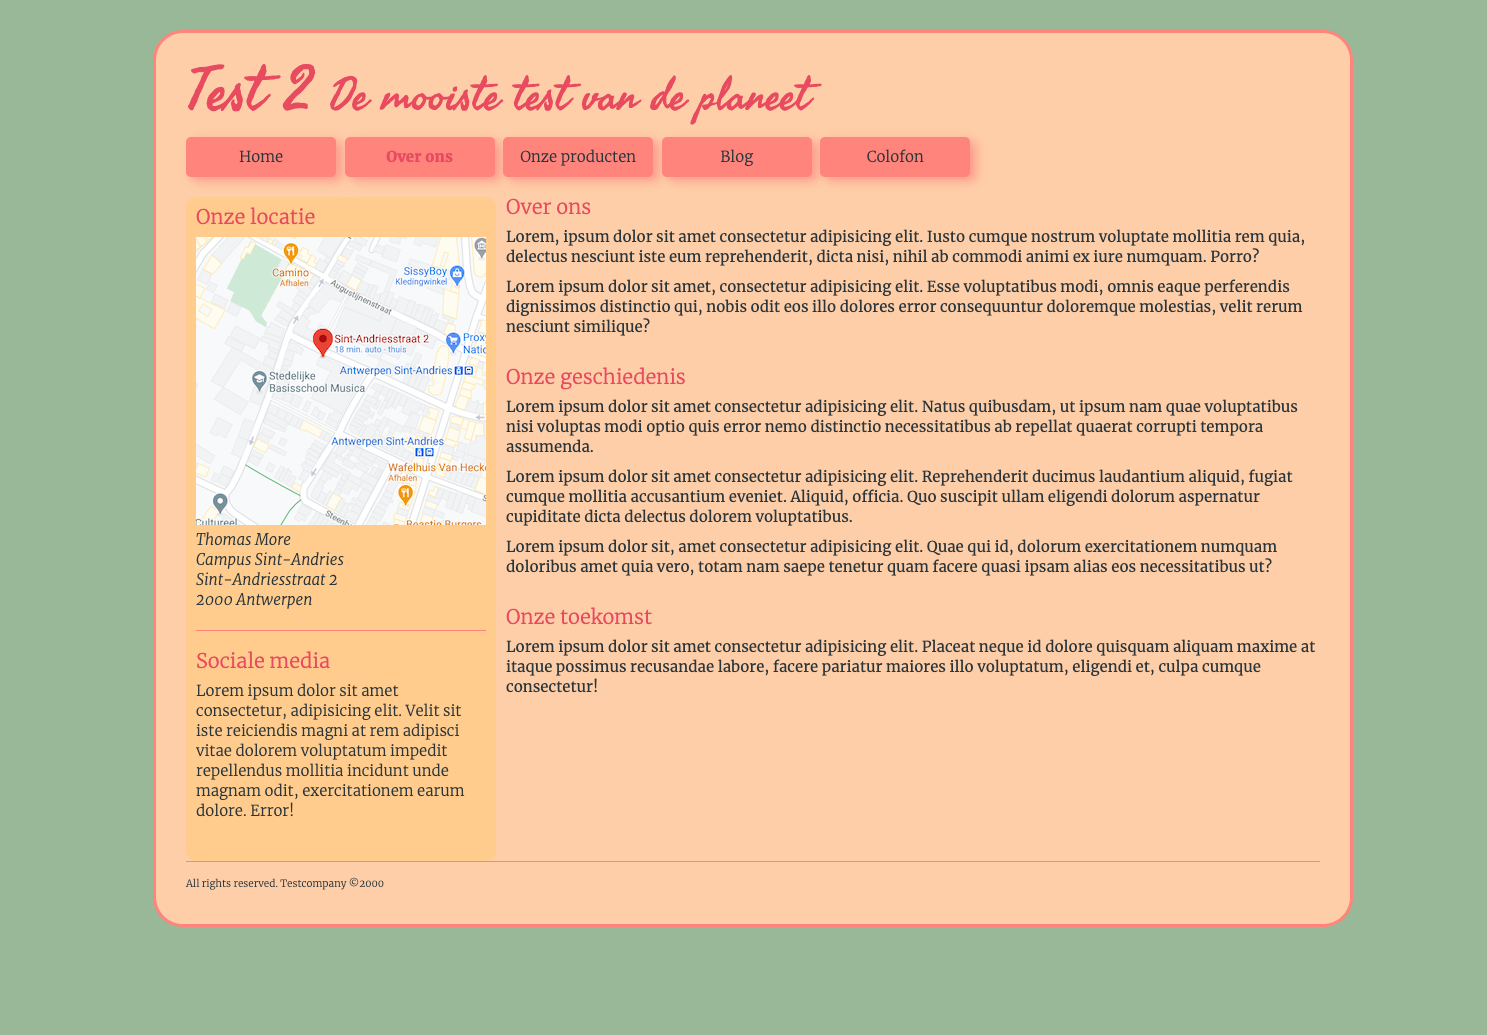 Test 2 De mooiste test van de planeet
Home
Over ons
Onze producten
Blog
Colofon
Onze locatie
Camino
Afhalen
SissyBoy
Kledingwinkel
Augustijnenstraat
Sint-Andriesstraat 2
18 min. auto - thuis
Antwerpen Sint-Andries
Stedelijke
Basisschool Musica
Antwerpen Sint-Andries
Wafelhuis Van Hecke
Afhalen
Cultureel
Beastie Burgers
Thomas More
Campus Sint-Andries
Sint-Andriesstraat 2
2000 Antwerpen
Sociale media
Lorem ipsum dolor sit amet
consectetur, adipisicing elit. Velit sit
iste reiciendis magni at rem adipisci
vitae dolorem voluptatum impedit
repellendus mollitia incidunt unde
magnam odit, exercitationem earum
dolore. Error!
Over ons
Lorem, ipsum dolor sit amet consectetur adipisicing elit. Iusto cumque nostrum voluptate mollitia rem quia,
delectus nesciunt iste eum reprehenderit, dicta nisi, nihil ab commodi animi ex iure numquam. Porro?
Lorem ipsum dolor sit amet, consectetur adipisicing elit. Esse voluptatibus modi, omnis eaque perferendis
dignissimos distinctio qui, nobis odit eos illo dolores error consequuntur doloremque molestias, velit rerum
nesciunt similique?
Onze geschiedenis
Lorem ipsum dolor sit amet consectetur adipisicing elit. Natus quibusdam, ut ipsum nam quae voluptatibus
nisi voluptas modi optio quis error nemo distinctio necessitatibus ab repellat quaerat corrupti tempora
assumenda.
Lorem ipsum dolor sit amet consectetur adipisicing elit. Reprehenderit ducimus laudantium aliquid, fugiat
cumque mollitia accusantium eveniet. Aliquid, officia. Quo suscipit ullam eligendi dolorum aspernatur
cupiditate dicta delectus dolorem voluptatibus.
Lorem ipsum dolor sit, amet consectetur adipisicing elit. Quae qui id, dolorum exercitationem numquam
doloribus amet quia vero, totam nam saepe tenetur quam facere quasi ipsam alias eos necessitatibus ut?
Onze toekomst
Lorem ipsum dolor sit amet consectetur adipisicing elit. Placeat neque id dolore quisquam aliquam maxime at
itaque possimus recusandae labore, facere pariatur maiores illo voluptatum, eligendi et, culpa cumque
consectetur!
All rights reserved. Testcompany ©2000